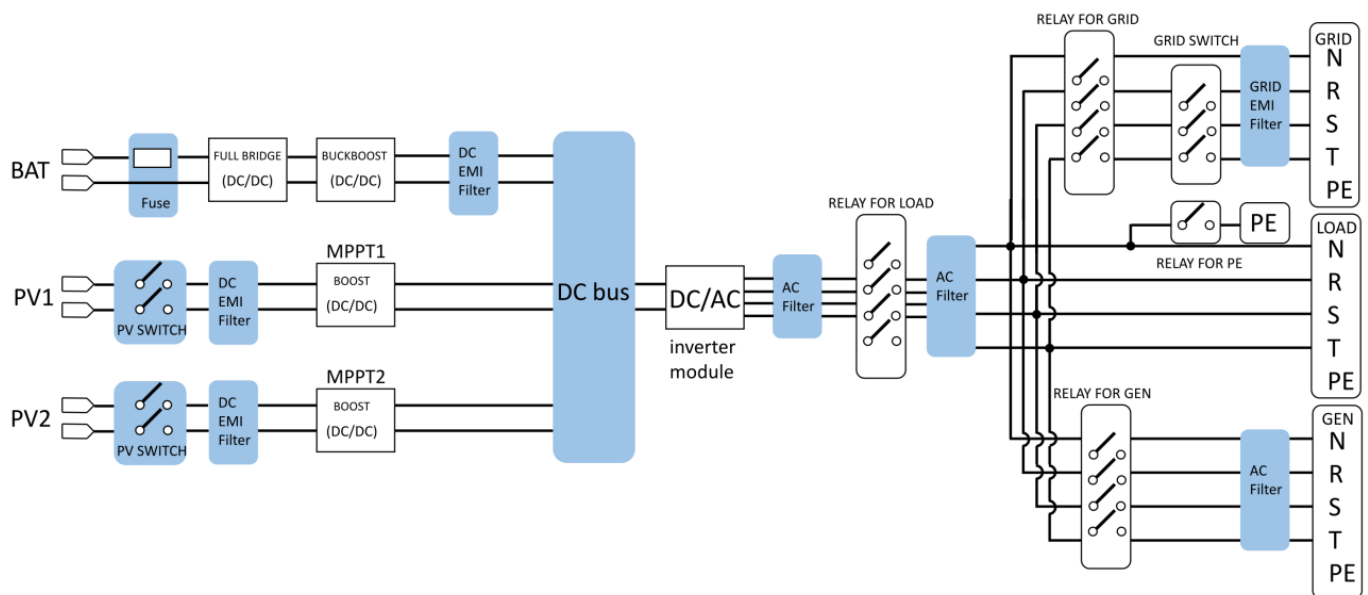 BAT
Fuse
FULL BRIDGE
(DC/DC)
BUCKBOOST
(DC/DC)
DC
EMI
Filter
PV1
PV SWITCH
DC
EMI
Filter
MPPT1
BOOST
(DC/DC)
PV2
PV SWITCH
DC
EMI
Filter
MPPT2
BOOST
(DC/DC)
DC bus
DC/AC
inverter
module
AC
Filter
RELAY FOR LOAD
AC
Filter
RELAY FOR GRID
GRID SWITCH
GRID
EMI
Filter
GRID
N
R
S
T
PE
PE
RELAY FOR PE
LOAD
N
R
S
T
PE
RELAY FOR GEN
AC
Filter
GEN
N
R
S
T
PE